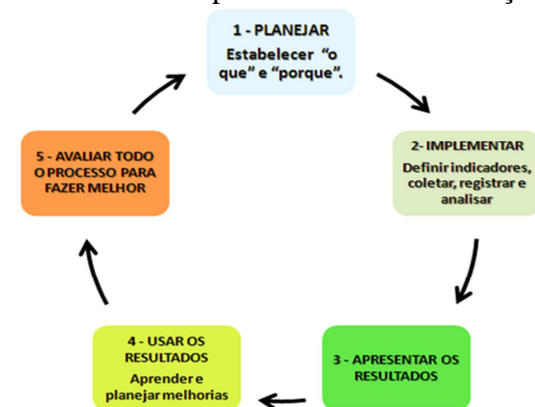 1 - PLANEJAR
Estabelecer “o
que” e “porque”.
2- IMPLEMENTAR
Definir indicadores,
coletar, registrar e
analisar
3 - APRESENTAR OS
RESULTADOS
4 - USAR OS
RESULTADOS
Aprender e
planejar melhorias
5 - AVALIAR TODO
O PROCESSO PARA
FAZER MELHOR